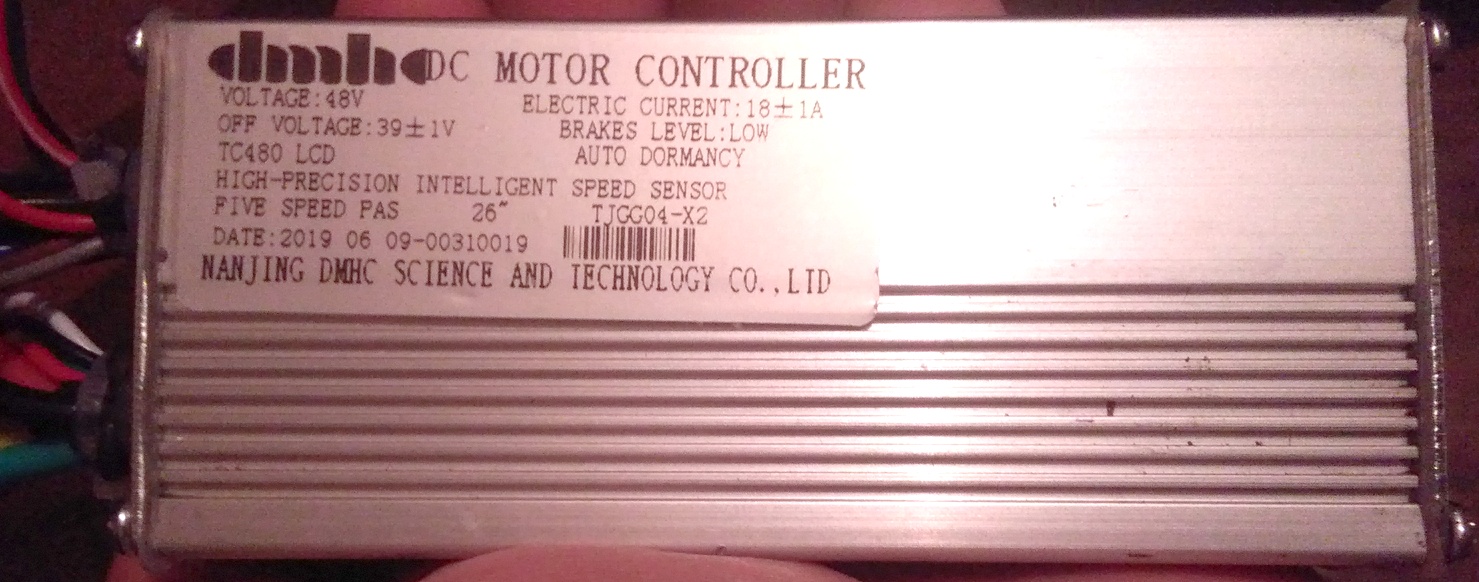 dmhc DC MOTOR CONTROLLER
VOLTAGE:48V ELECTRIC CURRENT:18±1A
OFF VOLTAGE:39±1V BRAKES LEVEL:LOW
TC480 LCD AUTO DORMANCY
HIGH-PRECISION INTELLIGENT SPEED SENSOR
FIVE SPEED PAS 26″ TJGG04-X2
DATE:2019 06 09-00310019
NANJING DMHC SCIENCE AND TECHNOLOGY CO.,LTD